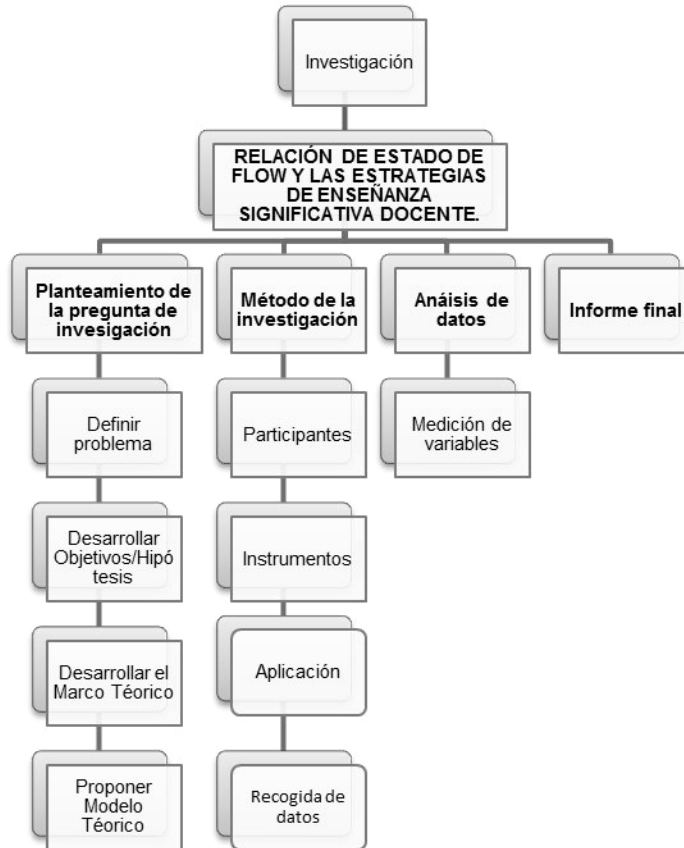 Investigación
RELACIÓN DE ESTADO DE
FLOW Y LAS ESTRATEGIAS
DE ENSEÑANZA
SIGNIFICATIVA DOCENTE.
Planteamiento de
la pregunta de
invesigación
Definir
problema
Desarrollar
Objetivos/Hipó
tesis
Desarrollar el
Marco Téorico
Proponer
Modelo
Téorico
Método de la
investigación
Participantes
Instrumentos
Aplicación
Recogida de
datos
Anáisis de
datos
Medición de
variables
Informe final